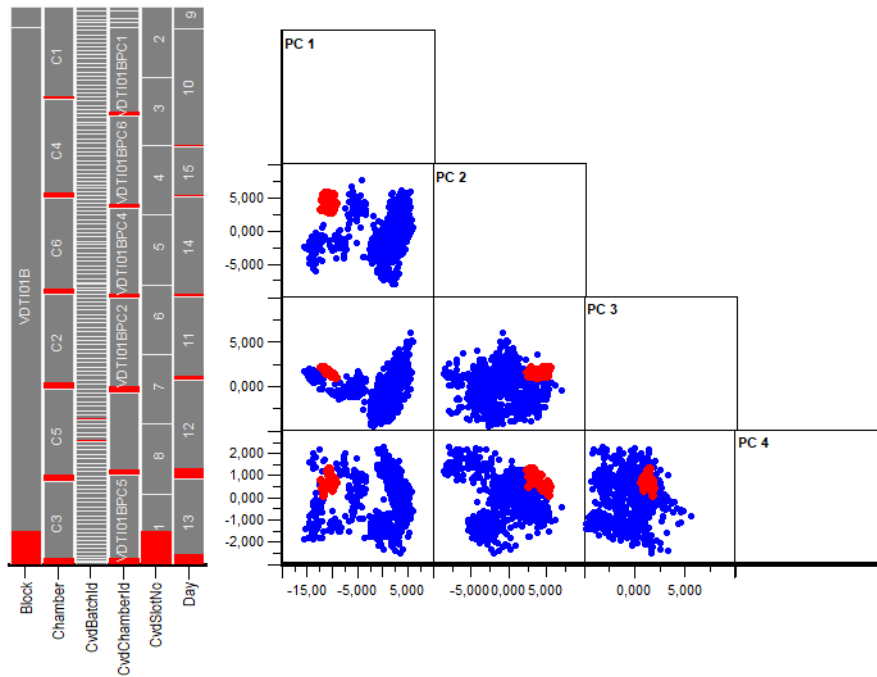 9
C1
VDTI01BPC1
2
10
PC 1
3
C4
VDTI01BPC6
4
15
PC 2
5,000
0,000
-5,000
VDTI01B
C6
VDTI01BPC4
5
14
PC 3
6
C2
VDTI01BPC2
11
5,000
0,000
7
C5
8
12
PC 4
2,000
1,000
0,000
-1,000
-2,000
C3
VDTI01BPC5
1
13
-15,00 -5,000 5,000 -5,000 0,000 5,000 0,000 5,000
Block
Chamber
CvdBatchId
CvdChamberId
CvdSlotNo
Day